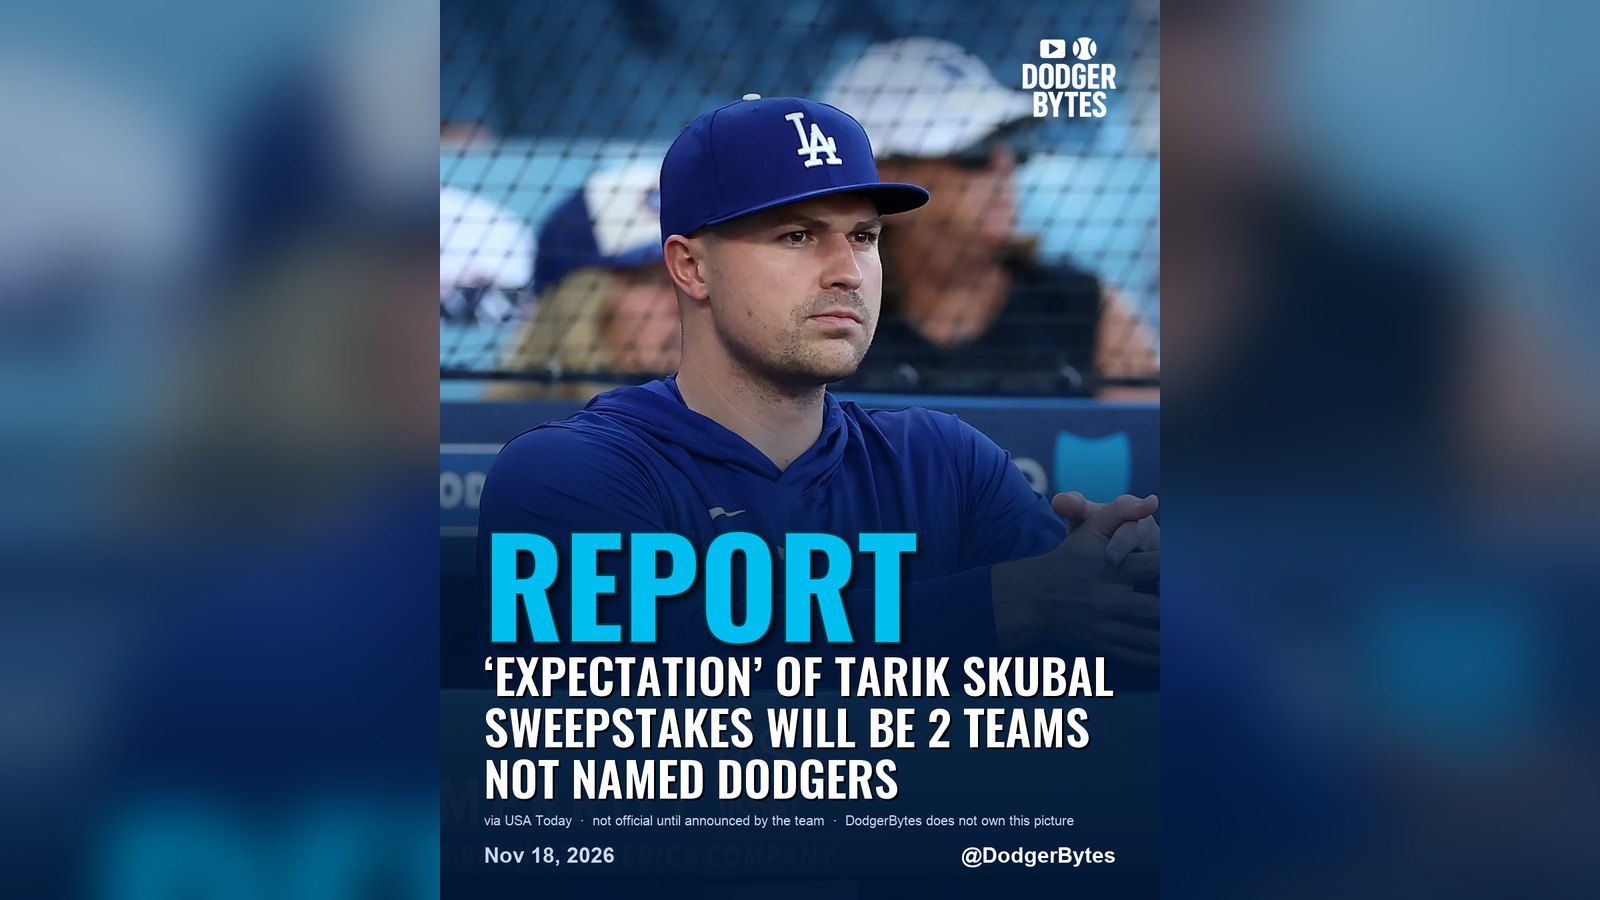 DODGER
BYTES
LA
REPORT
‘EXPECTATION’ OF TARIK SKUBAL
SWEEPSTAKES WILL BE 2 TEAMS
NOT NAMED DODGERS
via USA Today · not official until announced by the team · DodgerBytes does not own this picture
Nov 18, 2026
@DodgerBytes